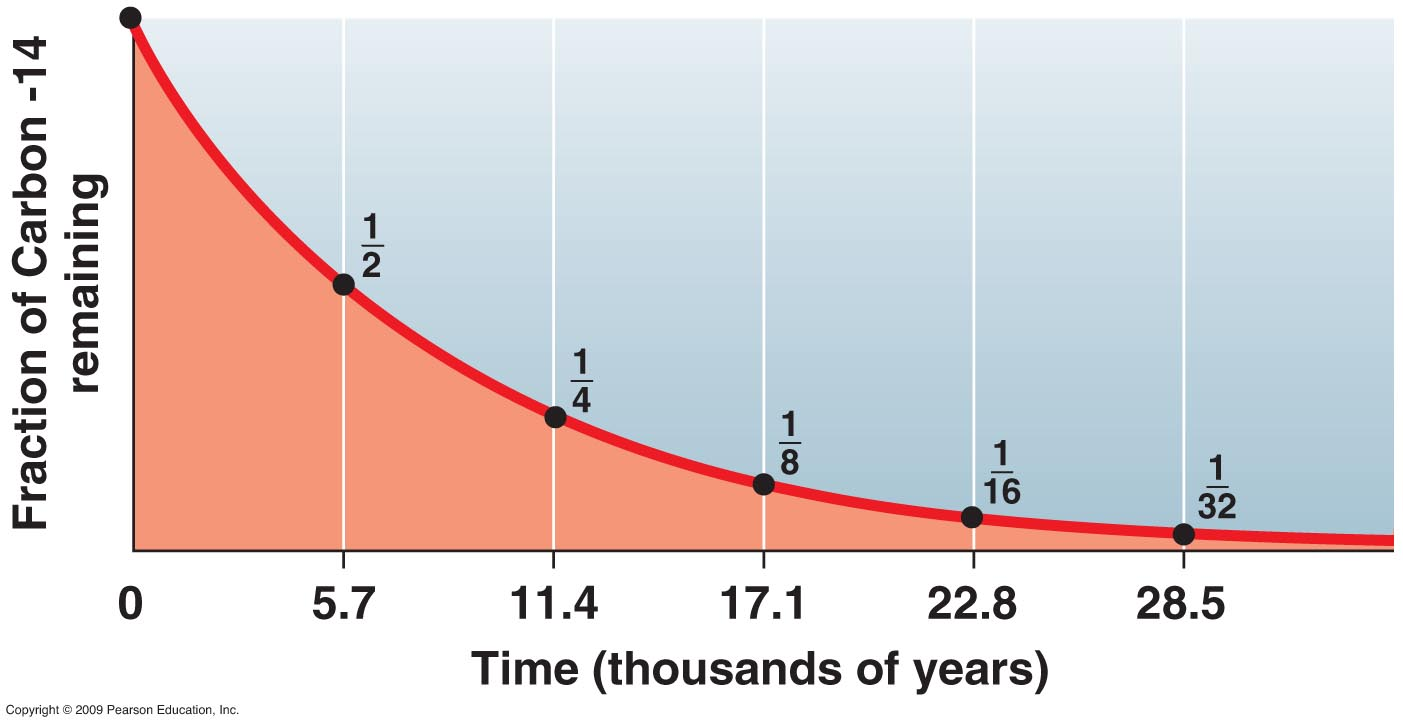 Fraction of Carbon -14
remaining
1
2
1
4
1
8
1
16
1
32
0 5.7 11.4 17.1 22.8 28.5
Time (thousands of years)
Copyright © 2009 Pearson Education, Inc.